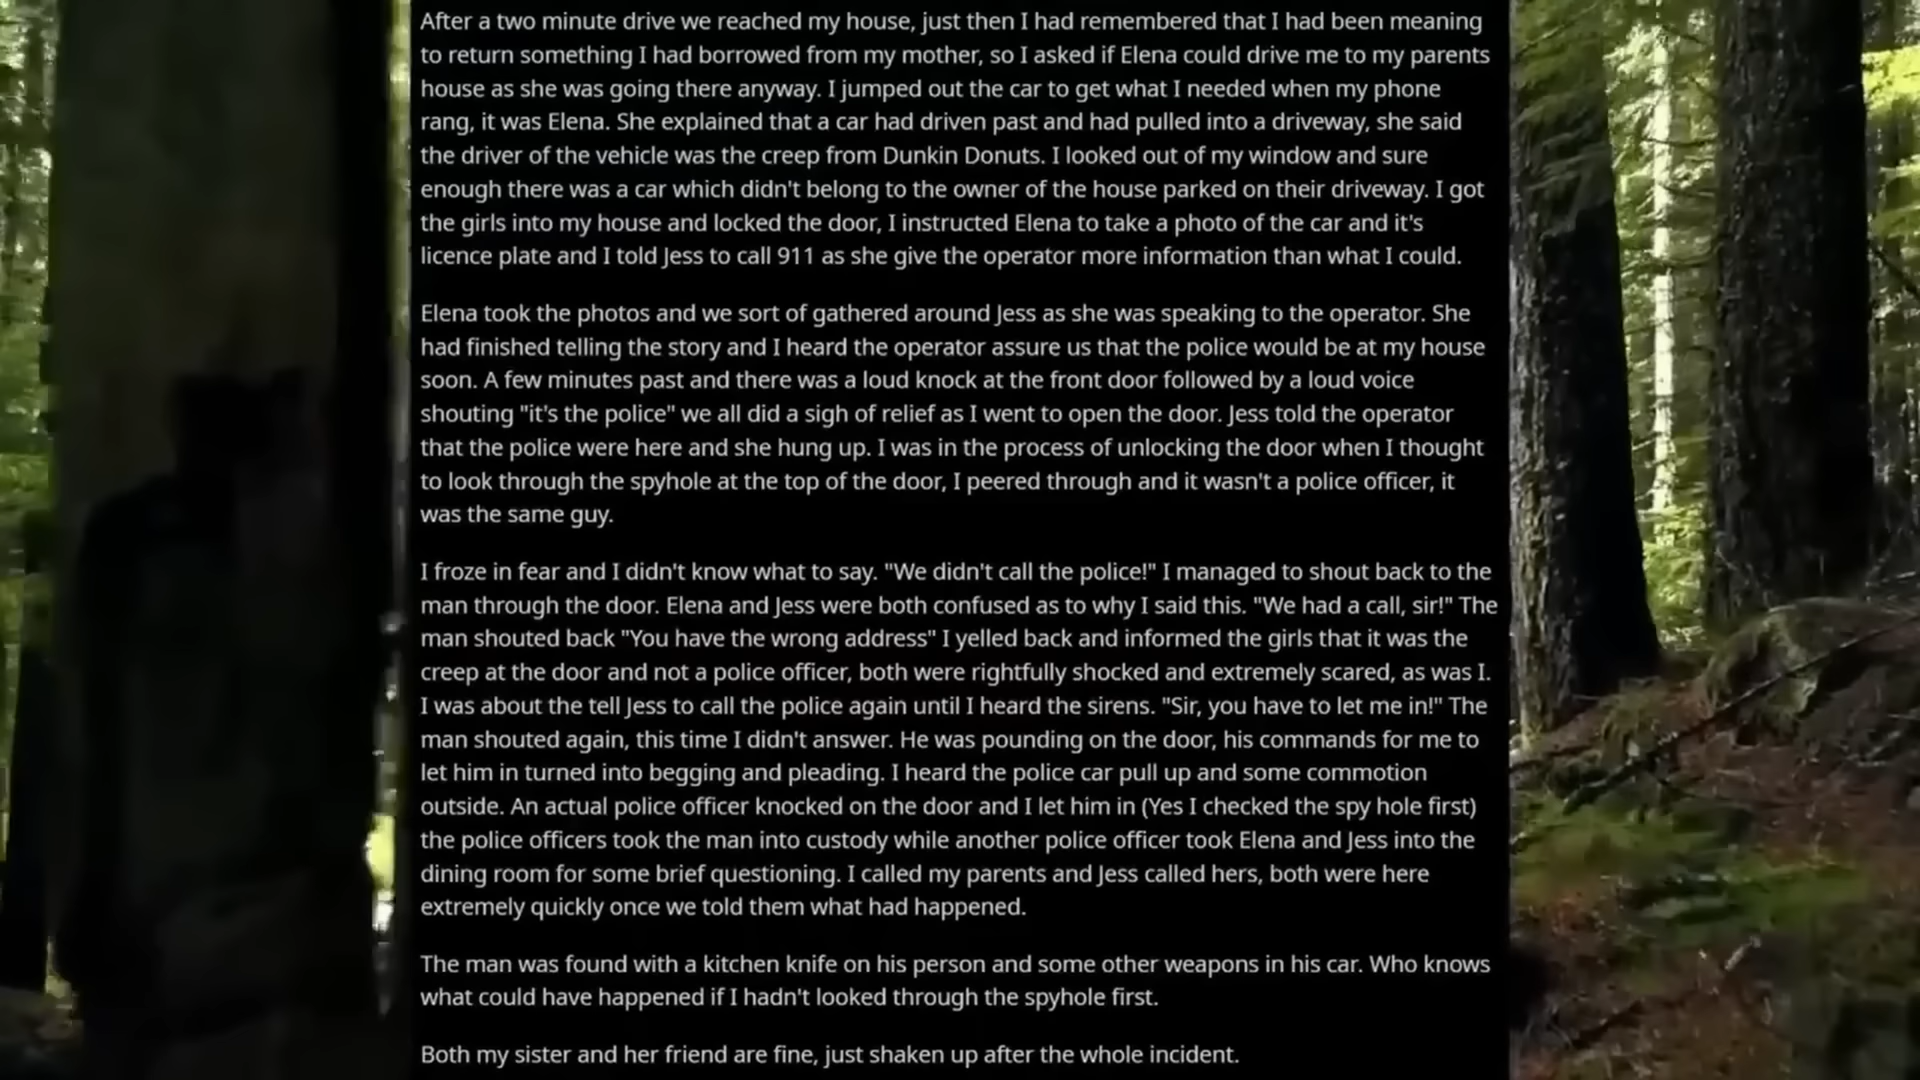 After a two minute drive we reached my house, just then I had remembered that I had been meaning
to return something I had borrowed from my mother, so I asked if Elena could drive me to my parents
house as she was going there anyway. I jumped out the car to get what I needed when my phone
rang, it was Elena. She explained that a car had driven past and had pulled into a driveway, she said
the driver of the vehicle was the creep from Dunkin Donuts. I looked out of my window and sure
enough there was a car which didn't belong to the owner of the house parked on their driveway. I got
the girls into my house and locked the door, I instructed Elena to take a photo of the car and it's
licence plate and I told Jess to call 911 as she give the operator more information than what I could.
Elena took the photos and we sort of gathered around Jess as she was speaking to the operator. She
had finished telling the story and I heard the operator assure us that the police would be at my house
soon. A few minutes past and there was a loud knock at the front door followed by a loud voice
shouting "it's the police" we all did a sigh of relief as I went to open the door. Jess told the operator
that the police were here and she hung up. I was in the process of unlocking the door when I thought
to look through the spyhole at the top of the door, I peered through and it wasn't a police officer, it
was the same guy.
I froze in fear and I didn't know what to say. "We didn't call the police!" I managed to shout back to the
man through the door. Elena and Jess were both confused as to why I said this. "We had a call, sir!" The
man shouted back "You have the wrong address" I yelled back and informed the girls that it was the
creep at the door and not a police officer, both were rightfully shocked and extremely scared, as was I.
I was about the tell Jess to call the police again until I heard the sirens. "Sir, you have to let me in!" The
man shouted again, this time I didn't answer. He was pounding on the door, his commands for me to
let him in turned into begging and pleading. I heard the police car pull up and some commotion
outside. An actual police officer knocked on the door and I let him in (Yes I checked the spy hole first)
the police officers took the man into custody while another police officer took Elena and Jess into the
dining room for some brief questioning. I called my parents and Jess called hers, both were here
extremely quickly once we told them what had happened.
The man was found with a kitchen knife on his person and some other weapons in his car. Who knows
what could have happened if I hadn't looked through the spyhole first.
Both my sister and her friend are fine, just shaken up after the whole incident.